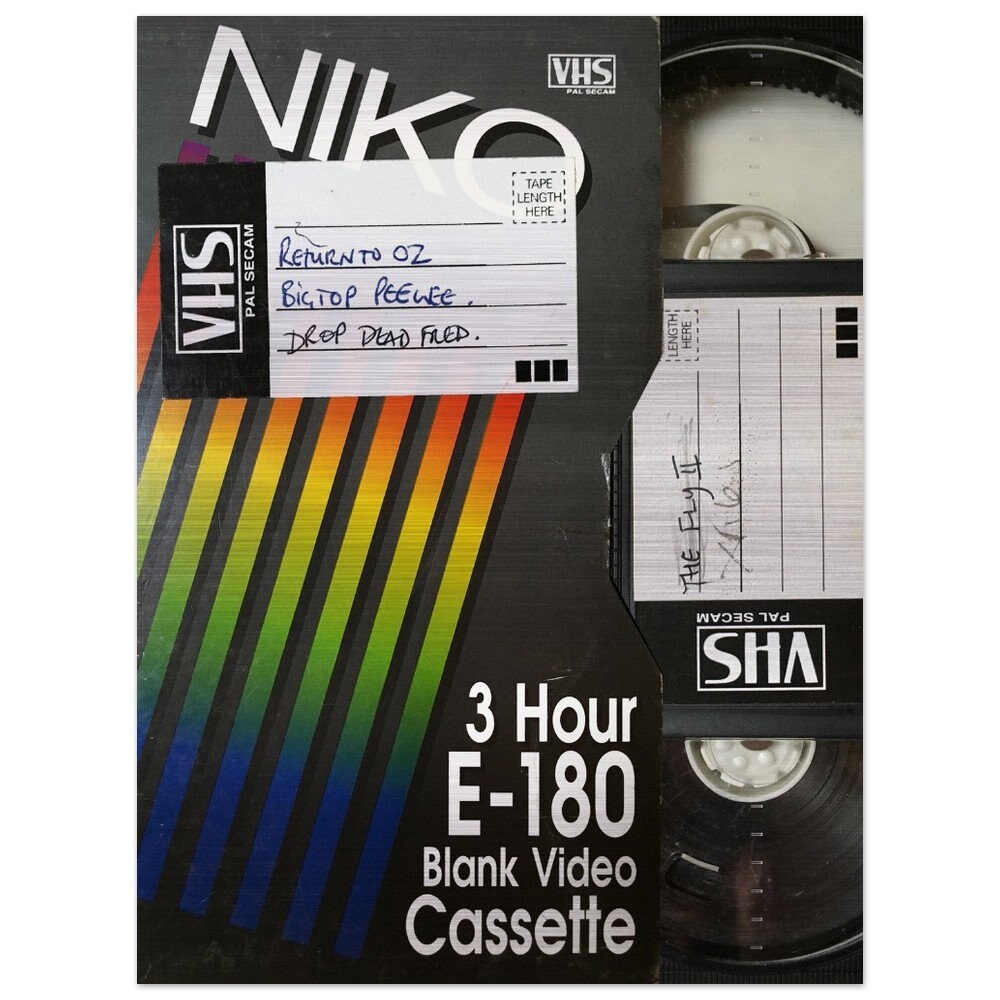 NIKO
VHS
PAL SECAM
TAPE
LENGTH
HERE
VHS
PAL SECAM
RETURN TO OZ
BIG TOP PEEWEE.
DROP DEAD FRED.
3 Hour
E-180
Blank Video
Cassette
LENGTH
HERE
THE FLY II
VHS
PAL SECAM